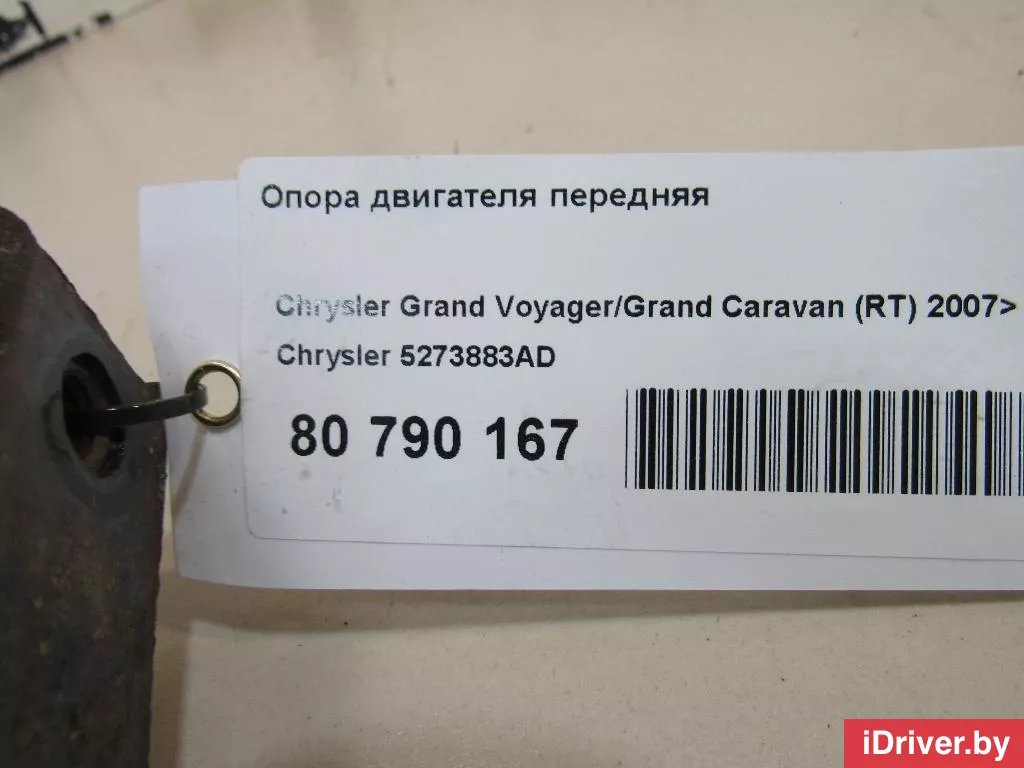 Опора двигателя передняя
Chrysler Grand Voyager/Grand Caravan (RT) 2007>
Chrysler 5273883AD
80 790 167
iDriver.by